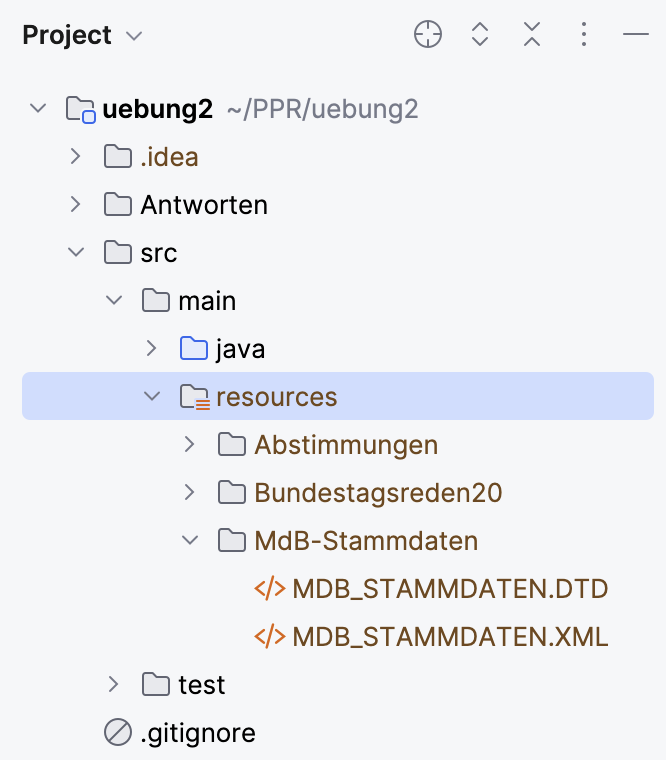 Project
uebung2 ~/PPR/uebung2
.idea
Antworten
src
main
java
resources
Abstimmungen
Bundestagsreden20
MdB-Stammdaten
</> MDB_STAMMDATEN.DTD
</> MDB_STAMMDATEN.XML
test
.gitignore